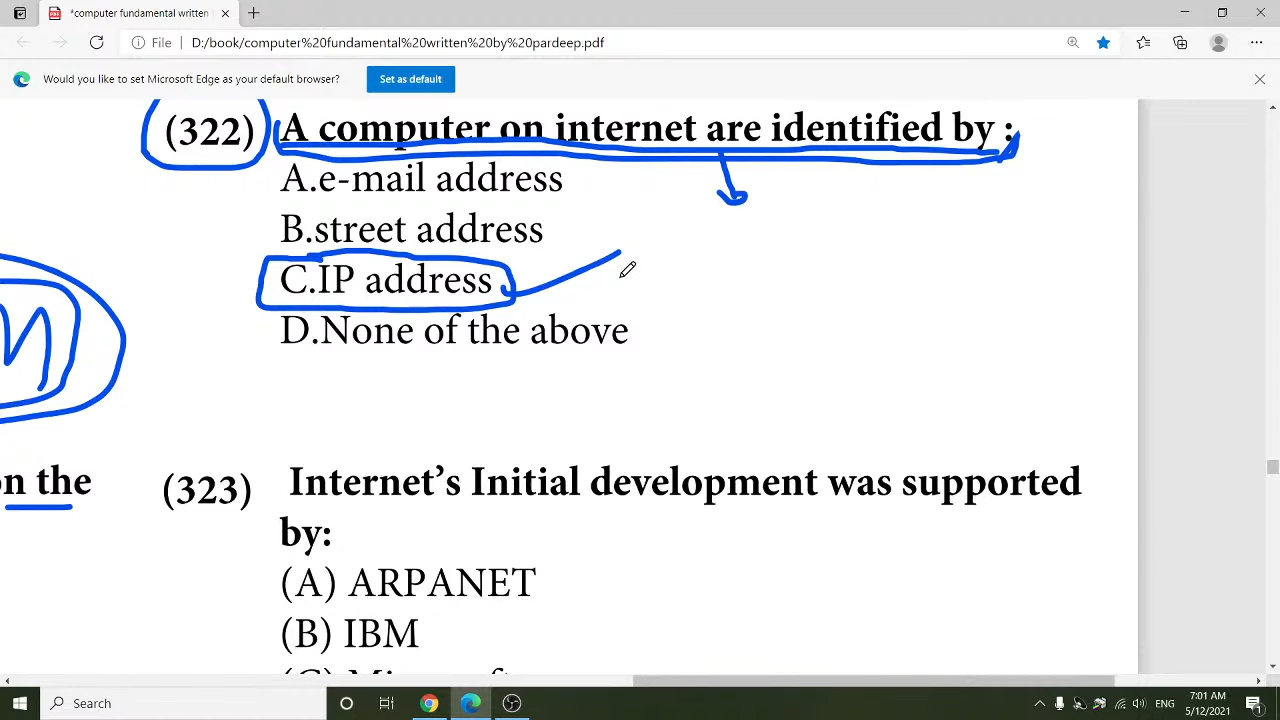 *computer fundamental written
File
D:/book/computer%20fundamental%20written%20by%20pardeep.pdf
Would you like to set Microsoft Edge as your default browser?
Set as default
(322) A computer on internet are identified by :
A.e-mail address
B.street address
C.IP address
D.None of the above
on the
(323) Internet’s Initial development was supported
by:
(A) ARPANET
(B) IBM
Search
ENG
7:01 AM
5/12/2021